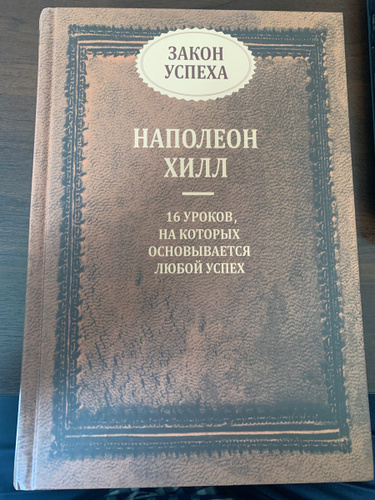 ЗАКОН
УСПЕХА
НАПОЛЕОН
ХИЛЛ
16 УРОКОВ,
НА КОТОРЫХ
ОСНОВЫВАЕТСЯ
ЛЮБОЙ УСПЕХ